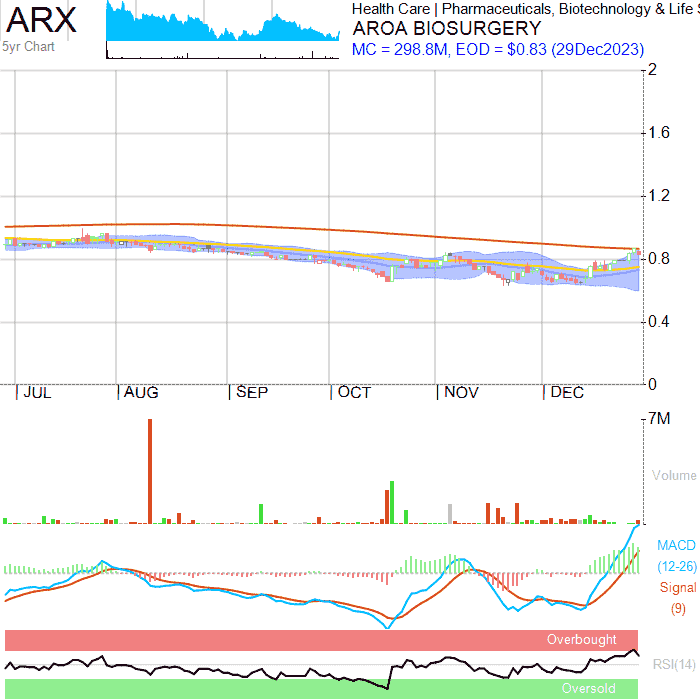 ARX
5yr Chart
Health Care | Pharmaceuticals, Biotechnology & Life S
AROA BIOSURGERY
MC = 298.8M, EOD = $0.83 (29Dec2023)
2
1.6
1.2
0.8
0.4
0
JUL AUG SEP OCT NOV DEC
7M
Volume
MACD
(12-26)
Signal
(9)
Overbought
RSI(14)
Oversold